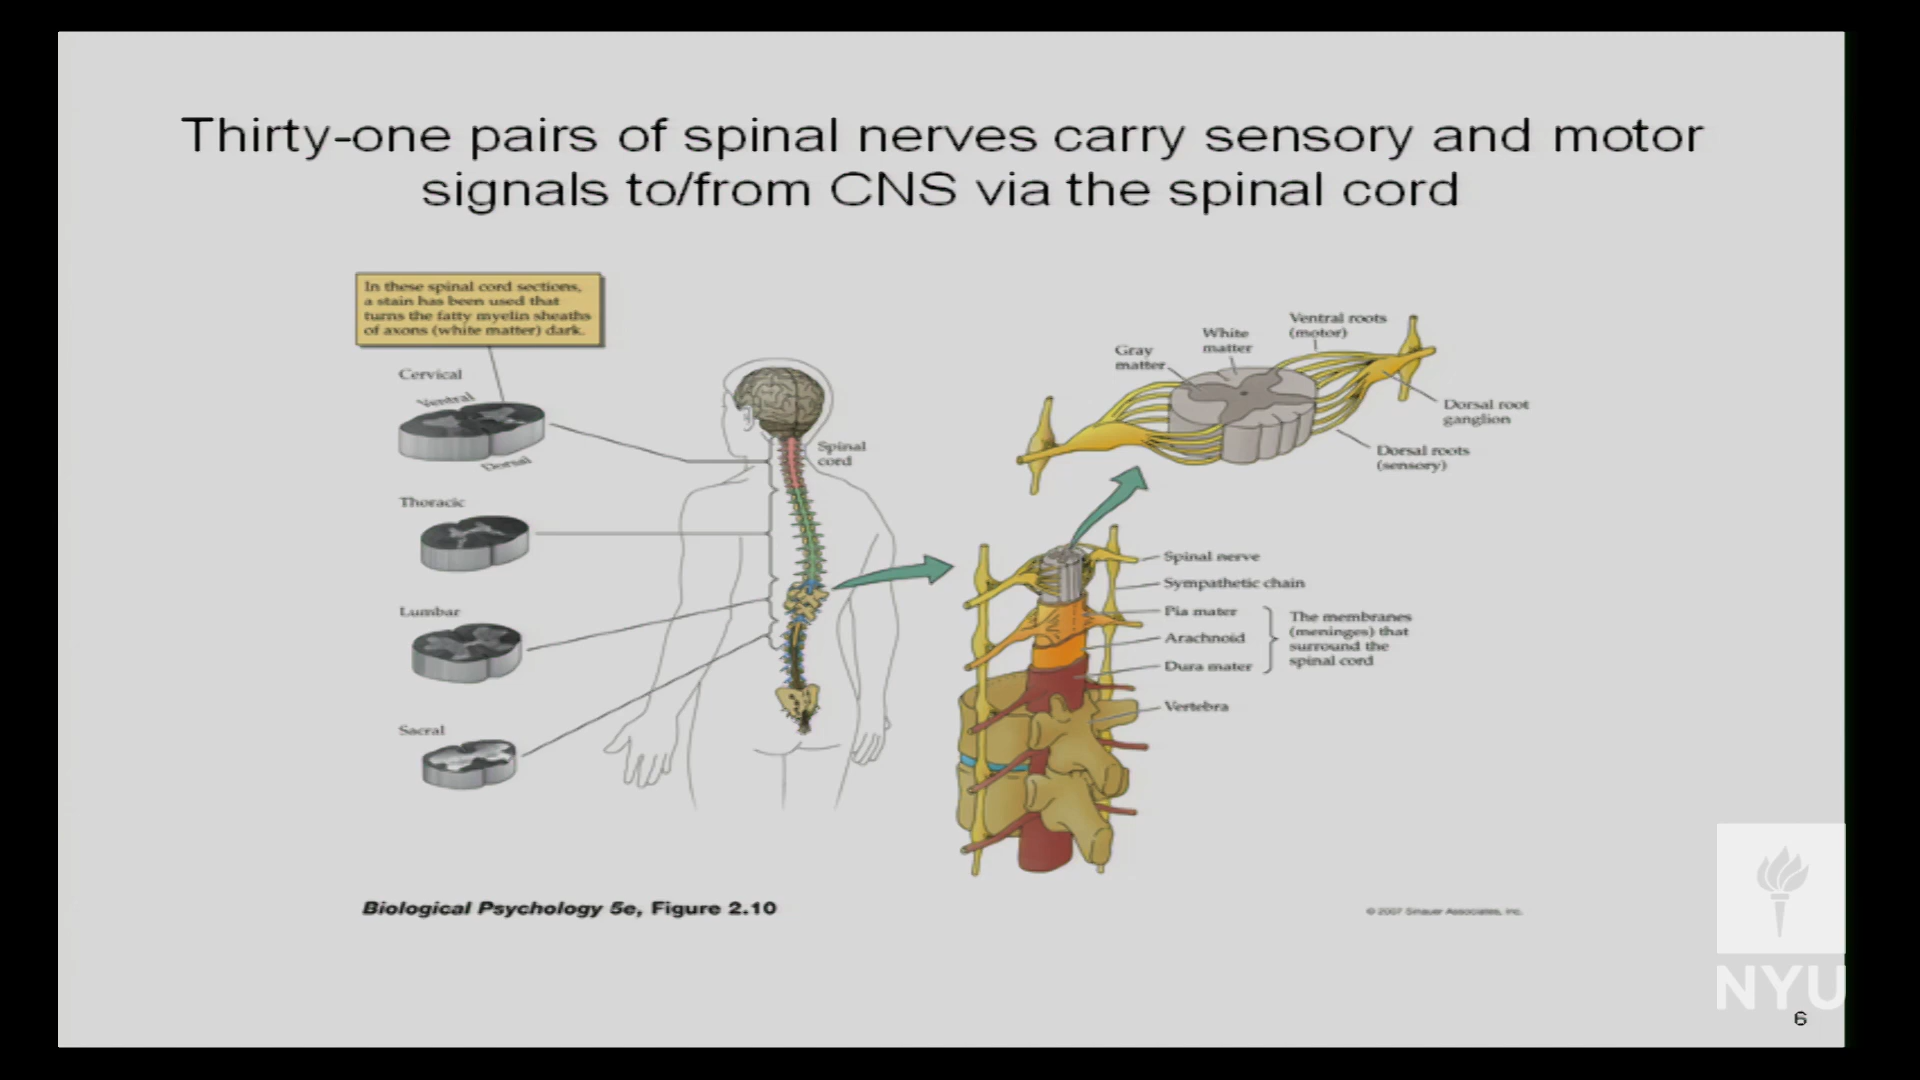 Thirty-one pairs of spinal nerves carry sensory and motor
signals to/from CNS via the spinal cord
In these spinal cord sections,
a stain has been used that
turns the fatty myelin sheaths
of axons (white matter) dark.
Cervical
Ventral
Dorsal
Thoracic
Lumbar
Sacral
Spinal
cord
Gray
matter
White
matter
Ventral roots
(motor)
Dorsal root
ganglion
Dorsal roots
(sensory)
Spinal nerve
Sympathetic chain
Pia mater
Arachnoid
Dura mater
The membranes
(meninges) that
surround the
spinal cord
Vertebra
Biological Psychology 5e, Figure 2.10
© 2007 Sinauer Associates, Inc.
NYU
6